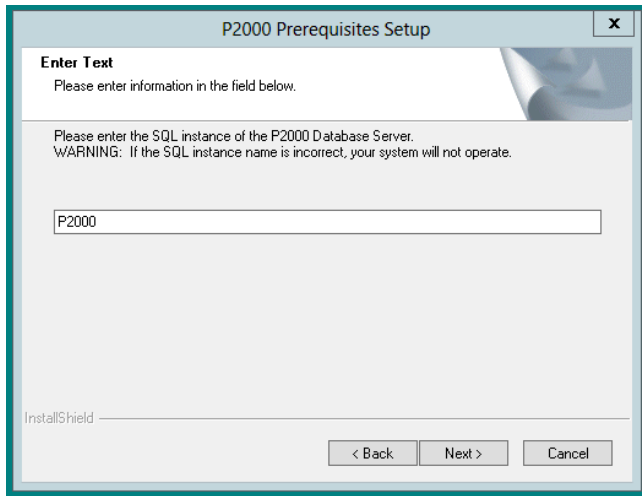 P2000 Prerequisites Setup
x
Enter Text
Please enter information in the field below.
Please enter the SQL instance of the P2000 Database Server.
WARNING:  If the SQL instance name is incorrect, your system will not operate.
P2000
InstallShield
< Back
Next >
Cancel